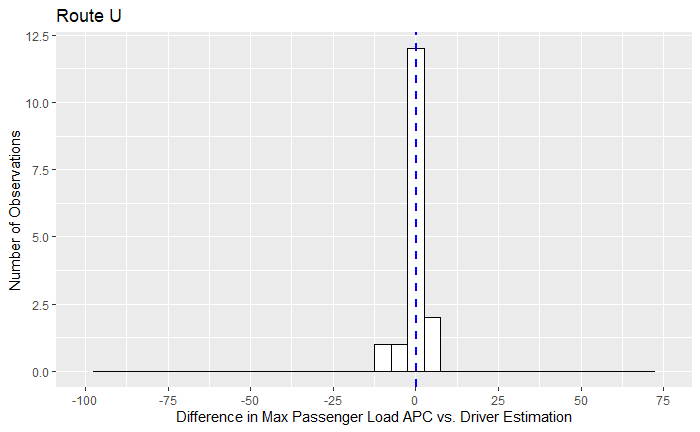 Route U
12.5
10.0
7.5
5.0
2.5
0.0
Number of Observations
-100 -75 -50 -25 0 25 50 75
Difference in Max Passenger Load APC vs. Driver Estimation